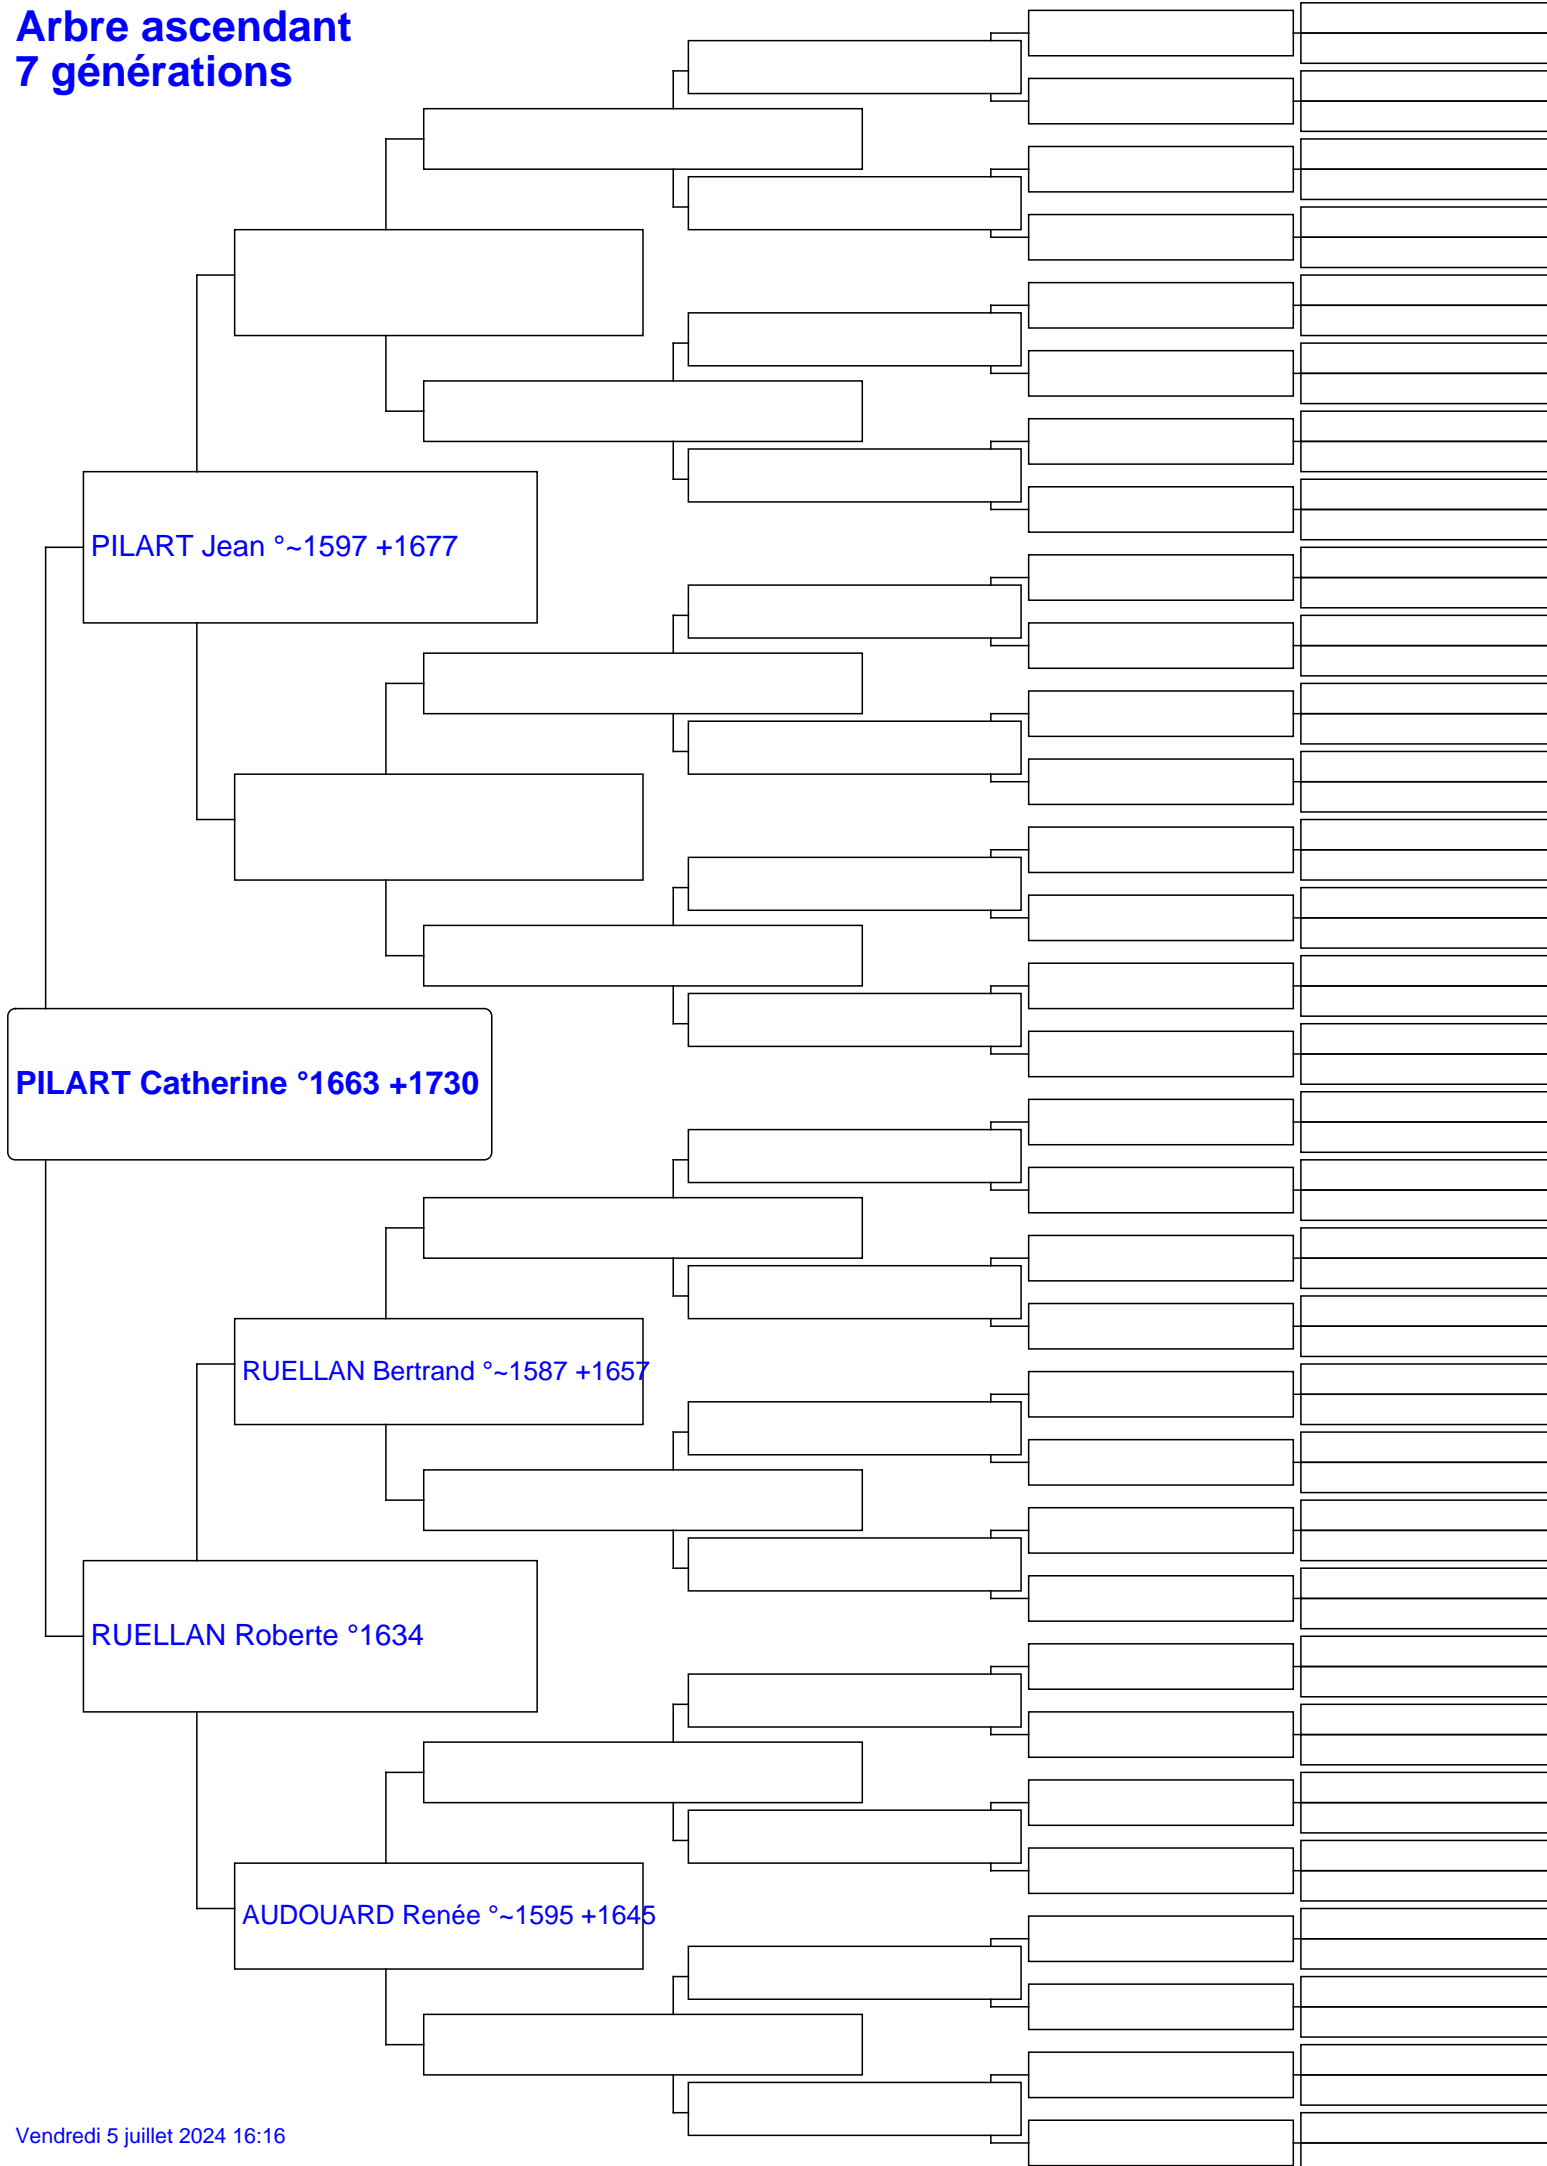 Arbre ascendant
7 générations
PILART Jean °~1597 +1677
PILART Catherine °1663 +1730
RUELLAN Bertrand °~1587 +1657
RUELLAN Roberte °1634
AUDOUARD Renée °~1595 +1645
Vendredi 5 juillet 2024 16:16